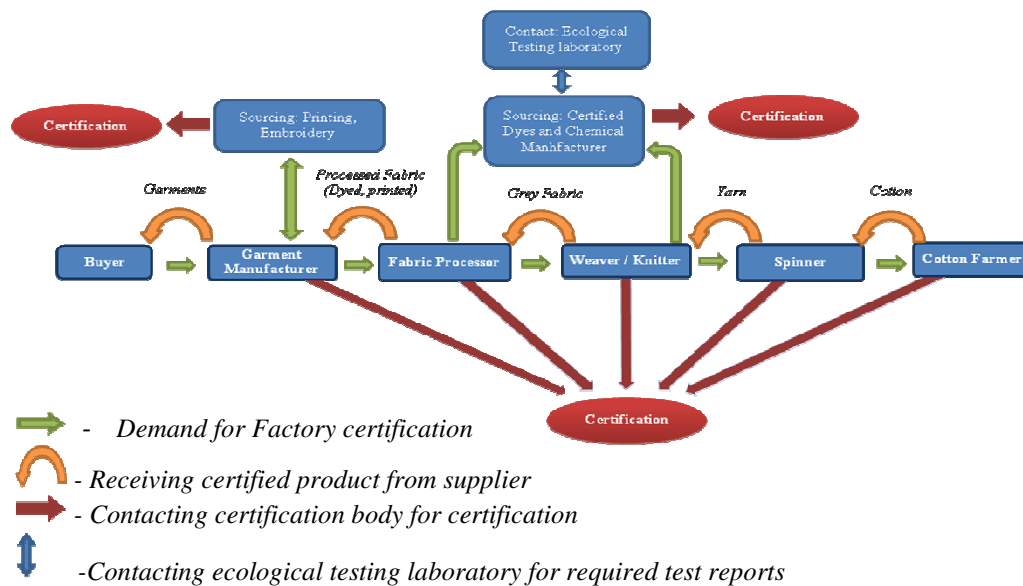 Contact: Ecological
Testing laboratory
Certification
Sourcing: Printing,
Embroidery
Sourcing: Certified
Dyes and Chemical
Manhfacturer
Certification
Garments
Processed Fabric
(Dyed, printed)
Grey Fabric
Yarn
Cotton
Buyer
Garment
Manufacturer
Fabric Processor
Weaver / Knitter
Spinner
Cotton Farmer
Certification
- Demand for Factory certification
- Receiving certified product from supplier
- Contacting certification body for certification
-Contacting ecological testing laboratory for required test reports